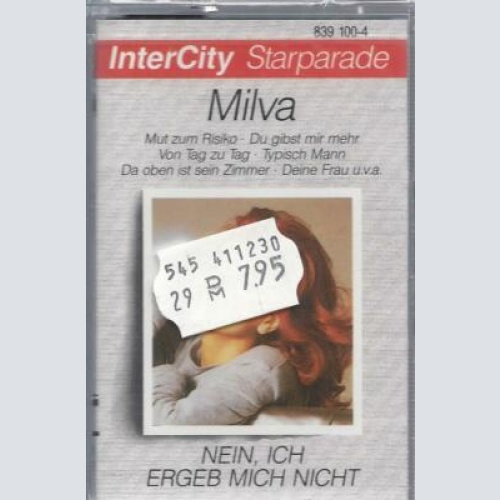 839 100-4
InterCity Starparade
Milva
Mut zum Risiko · Du gibst mir mehr
Von Tag zu Tag · Typisch Mann
Da oben ist sein Zimmer · Deine Frau u.v.a.
545 411230
29 DM 7.95
NEIN, ICH
ERGEB MICH NICHT